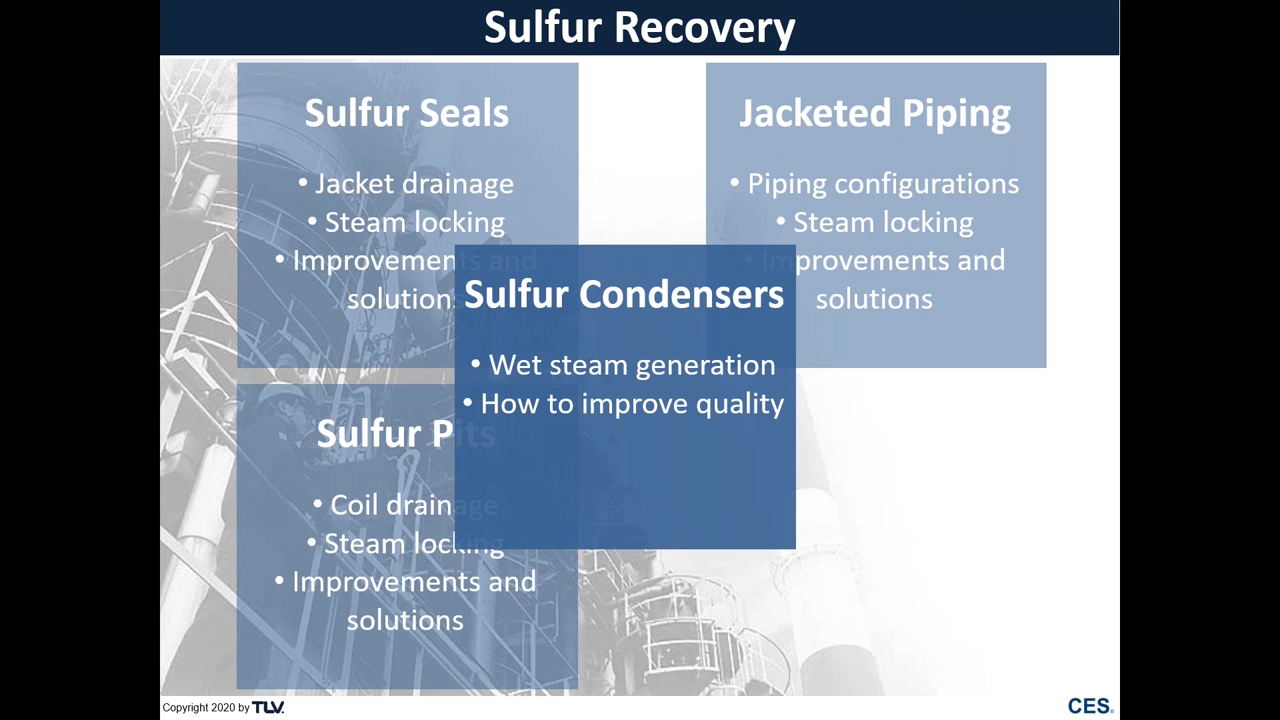 Sulfur Recovery
Sulfur Seals
• Jacket drainage
• Steam locking
• Improvements and
solutions
Jacketed Piping
• Piping configurations
• Steam locking
• Improvements and
solutions
Sulfur Condensers
• Wet steam generation
• How to improve quality
Sulfur Pits
• Coil drainage
• Steam locking
• Improvements and
solutions
Copyright 2020 by TLV.
CES®